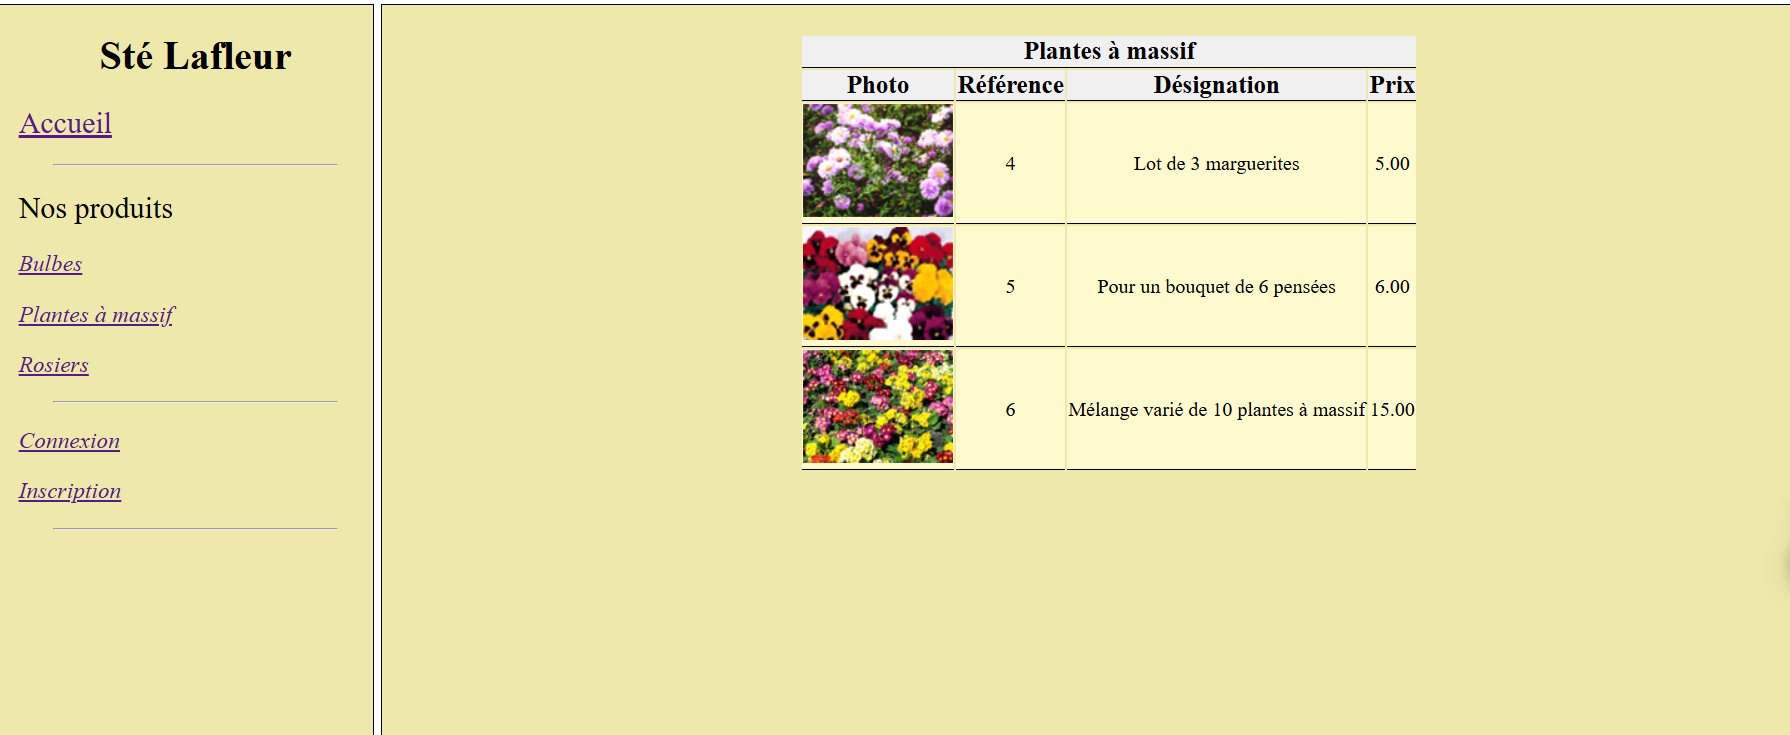 Sté Lafleur
Accueil
Nos produits
Bulbes
Plantes à massif
Rosiers
Connexion
Inscription
Plantes à massif
Photo Référence Désignation Prix
4 Lot de 3 marguerites 5.00
5 Pour un bouquet de 6 pensées 6.00
6 Mélange varié de 10 plantes à massif 15.00